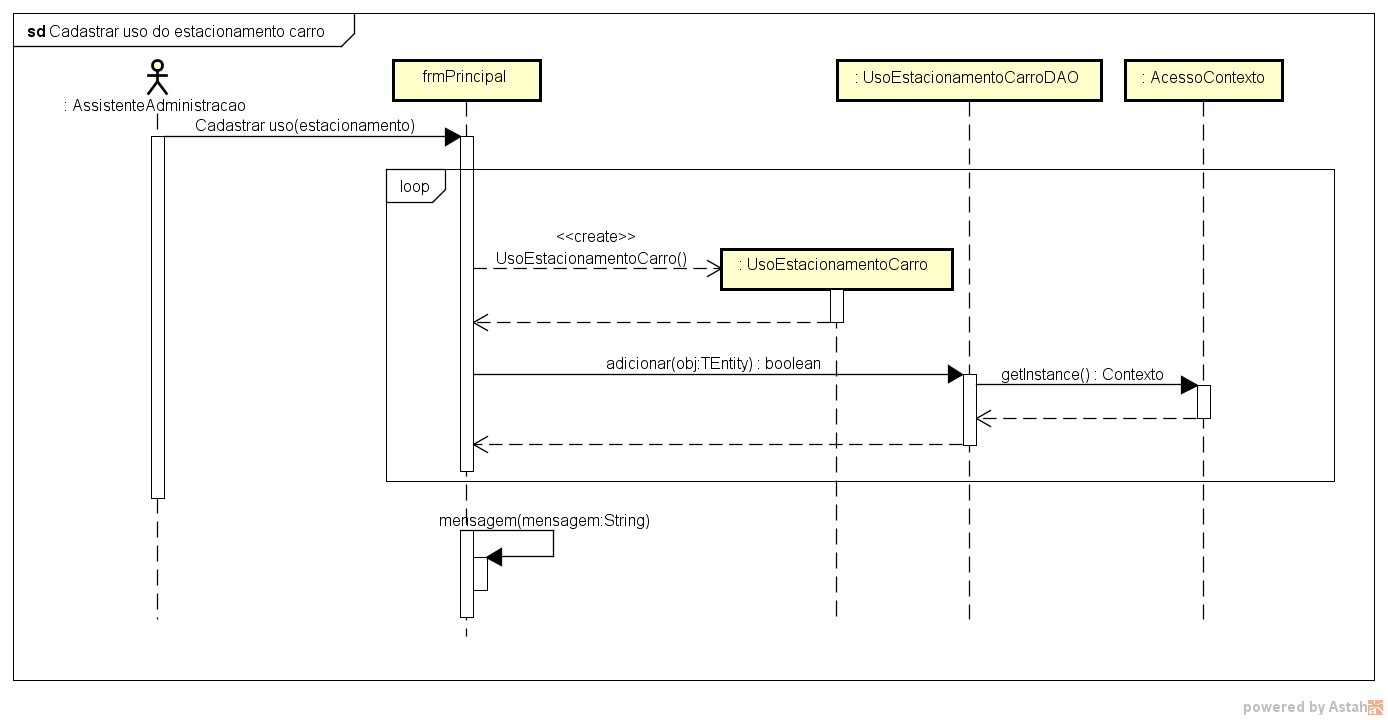 sd Cadastrar uso do estacionamento carro
frmPrincipal
: UsoEstacionamentoCarroDAO
: AcessoContexto
: AssistenteAdministracao
Cadastrar uso(estacionamento)
loop
<<create>>
UsoEstacionamentoCarro()
: UsoEstacionamentoCarro
adicionar(obj:TEntity) : boolean
getInstance() : Contexto
mensagem(mensagem:String)
powered by Astah